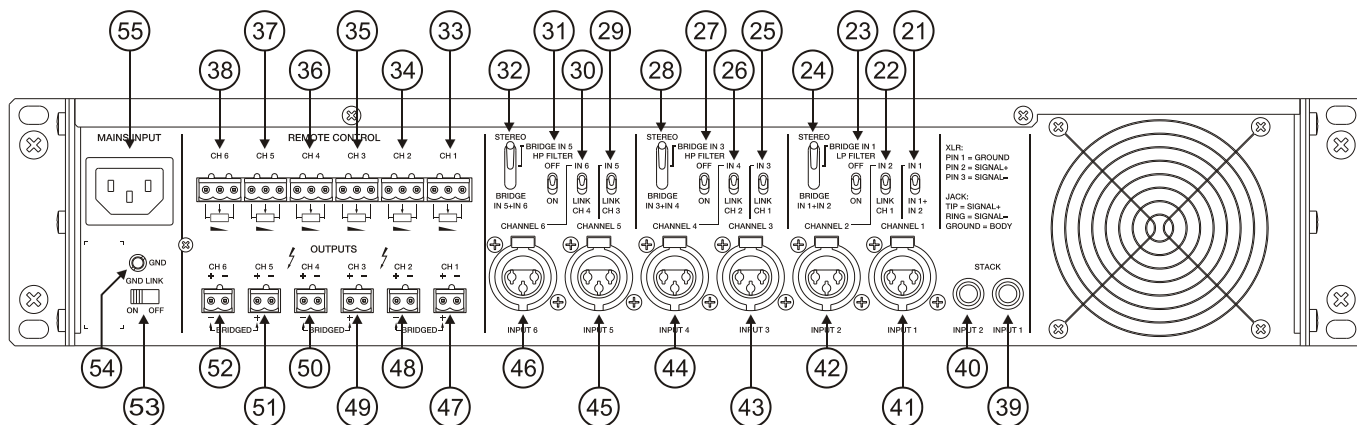 55 37 35 33 31 29 27 25 23 21
38 36 34 32 30 28 26 24 22
MAINS INPUT
REMOTE CONTROL
CH 6 CH 5 CH 4 CH 3 CH 2 CH 1
STEREO
BRIDGE IN 5
HP FILTER
OFF
ON
IN 6
LINK
CH 4
IN 5
LINK
CH 3
BRIDGE
IN 5+IN 6
STEREO
BRIDGE IN 3
HP FILTER
OFF
ON
IN 4
LINK
CH 2
IN 3
LINK
CH 1
BRIDGE
IN 3+IN 4
STEREO
BRIDGE IN 1
LP FILTER
OFF
ON
IN 2
LINK
CH 1
IN 1
IN 1+
IN 2
BRIDGE
IN 1+IN 2
XLR:
PIN 1 = GROUND
PIN 2 = SIGNAL+
PIN 3 = SIGNAL–
JACK:
TIP = SIGNAL+
RING = SIGNAL–
GROUND = BODY
CHANNEL 6 CHANNEL 5 CHANNEL 4 CHANNEL 3 CHANNEL 2 CHANNEL 1
OUTPUTS
CH 6 CH 5 CH 4 CH 3 CH 2 CH 1
+ – + – + – + – + – + –
– + – + – +
BRIDGED BRIDGED BRIDGED
GND
GND LINK
ON OFF
STACK
INPUT 6 INPUT 5 INPUT 4 INPUT 3 INPUT 2 INPUT 1 INPUT 2 INPUT 1
54 52 50 48 46 44 42 40
53 51 49 47 45 43 41 39